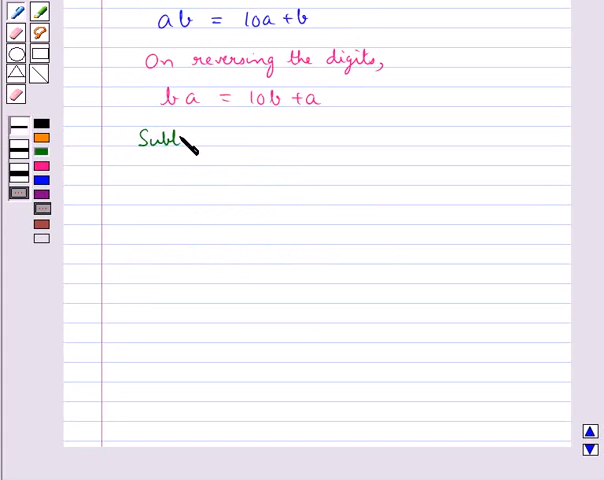 ab = 10a + b
On reversing the digits,
ba = 10b + a
Subt